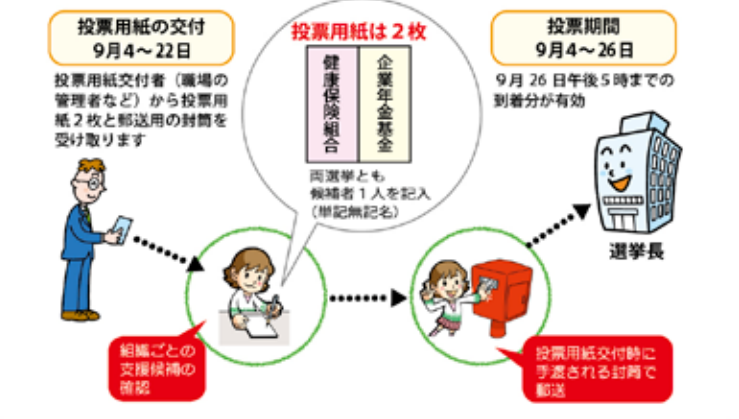 投票用紙の交付
9月4〜22日
投票用紙交付者（職場の
管理者など）から投票用
紙2枚と郵送用の封筒を
受け取ります
投票用紙は2枚
健康保険組合
企業年金基金
両選挙とも
候補者1人を記入
（単記無記名）
投票期間
9月4〜26日
9月26日午後5時までの
到着分が有効
選挙長
組織ごとの
支援候補の
確認
投票用紙交付時に
手渡される封筒で
郵送